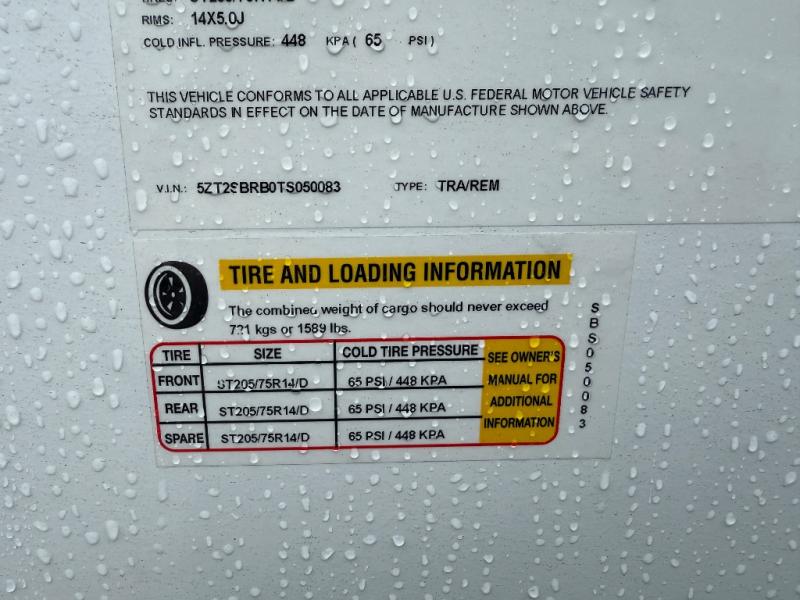 RIMS: 14X5.0J
COLD INFL. PRESSURE: 448 KPA ( 65 PSI)
THIS VEHICLE CONFORMS TO ALL APPLICABLE U.S. FEDERAL MOTOR VEHICLE SAFETY
STANDARDS IN EFFECT ON THE DATE OF MANUFACTURE SHOWN ABOVE.
V.I.N.: 5ZT2SBRB0TS050083 TYPE: TRA/REM
TIRE AND LOADING INFORMATION
The combined weight of cargo should never exceed
721 kgs or 1589 lbs.
TIRE SIZE COLD TIRE PRESSURE
FRONT ST205/75R14/D 65 PSI / 448 KPA
REAR ST205/75R14/D 65 PSI / 448 KPA
SPARE ST205/75R14/D 65 PSI / 448 KPA
SEE OWNER'S
MANUAL FOR
ADDITIONAL
INFORMATION
SBS050083